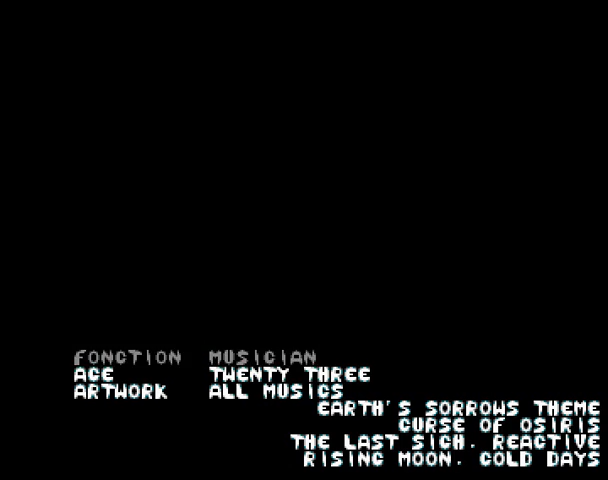 FONCTION MUSICIAN
AGE TWENTY THREE
ARTWORK ALL MUSICS
EARTH'S SORROWS THEME
CURSE OF OSIRIS
THE LAST SIGH. REACTIVE
RISING MOON. COLD DAYS